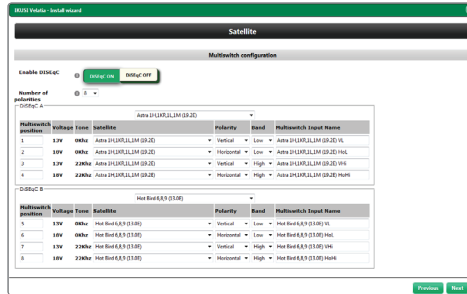 IKUSI Velatia - Install wizard
Satellite
Multiswitch configuration
Enable DISEqC DISEqC ON DISEqC OFF
Number of polarities 8
DiSEqC A
Astra 1H,1KR,1L,1M (19.2E)
Multiswitch position Voltage Tone Satellite Polarity Band Multiswitch Input Name
1 13V 0Khz Astra 1H,1KR,1L,1M (19.2E) Vertical Low Astra 1H,1KR,1L,1M (19.2E) VL
2 18V 0Khz Astra 1H,1KR,1L,1M (19.2E) Horizontal Low Astra 1H,1KR,1L,1M (19.2E) HoL
3 13V 22Khz Astra 1H,1KR,1L,1M (19.2E) Vertical High Astra 1H,1KR,1L,1M (19.2E) VHi
4 18V 22Khz Astra 1H,1KR,1L,1M (19.2E) Horizontal High Astra 1H,1KR,1L,1M (19.2E) HoHi
DiSEqC B
Hot Bird 6,8,9 (13.0E)
Multiswitch position Voltage Tone Satellite Polarity Band Multiswitch Input Name
5 13V 0Khz Hot Bird 6,8,9 (13.0E) Vertical Low Hot Bird 6,8,9 (13.0E) VL
6 18V 0Khz Hot Bird 6,8,9 (13.0E) Horizontal Low Hot Bird 6,8,9 (13.0E) HoL
7 13V 22Khz Hot Bird 6,8,9 (13.0E) Vertical High Hot Bird 6,8,9 (13.0E) VHi
8 18V 22Khz Hot Bird 6,8,9 (13.0E) Horizontal High Hot Bird 6,8,9 (13.0E) HoHi
Previous Next